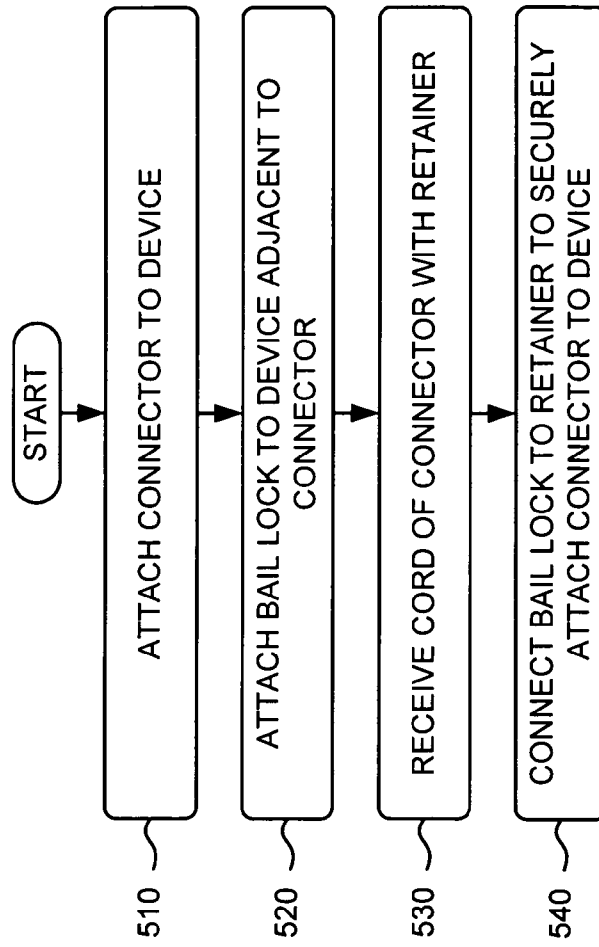 START
510
ATTACH CONNECTOR TO DEVICE
520
ATTACH BAIL LOCK TO DEVICE ADJACENT TO
CONNECTOR
530
RECEIVE CORD OF CONNECTOR WITH RETAINER
540
CONNECT BAIL LOCK TO RETAINER TO SECURELY
ATTACH CONNECTOR TO DEVICE